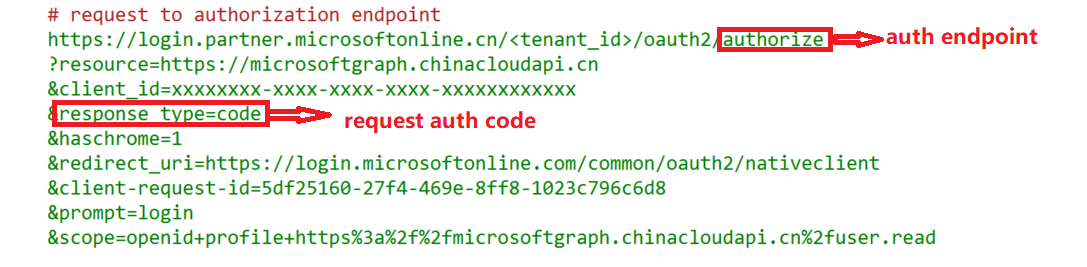 # request to authorization endpoint
https://login.partner.microsoftonline.cn/<tenant_id>/oauth2/authorize auth endpoint
?resource=https://microsoftgraph.chinacloudapi.cn
&client_id=xxxxxxxx-xxxx-xxxx-xxxx-xxxxxxxxxxxx
&response_type=code request auth code
&haschrome=1
&redirect_uri=https://login.microsoftonline.com/common/oauth2/nativeclient
&client-request-id=5df25160-27f4-469e-8ff8-1023c796c6d8
&prompt=login
&scope=openid+profile+https%3a%2f%2fmicrosoftgraph.chinacloudapi.cn%2fuser.read